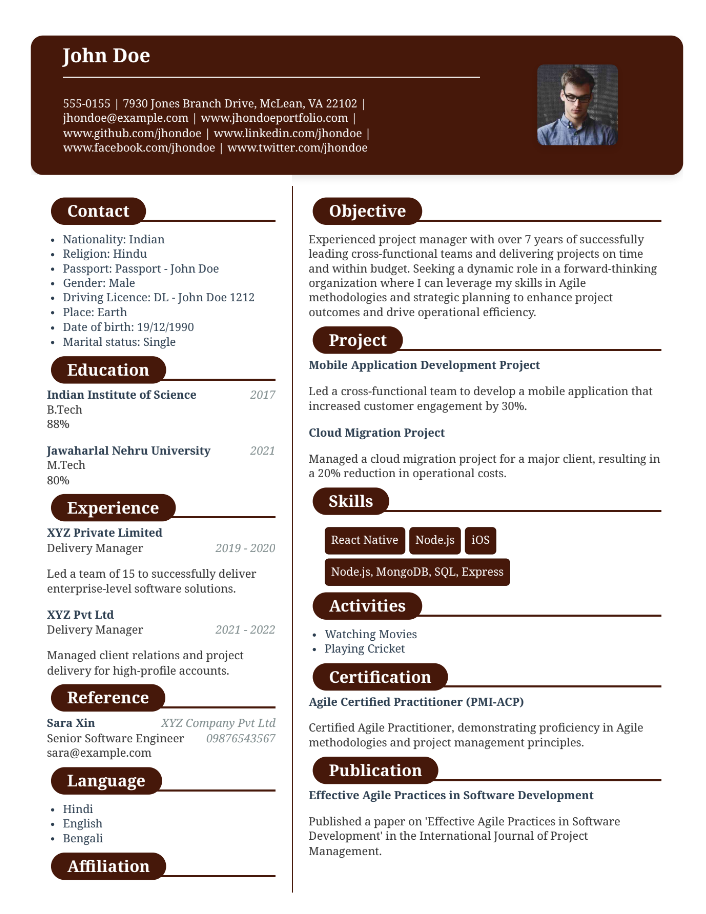 John Doe
555-0155 | 7930 Jones Branch Drive, McLean, VA 22102 |
jhondoe@example.com | www.jhondoeportfolio.com |
www.github.com/jhondoe | www.linkedin.com/jhondoe |
www.facebook.com/jhondoe | www.twitter.com/jhondoe
Contact
• Nationality: Indian
• Religion: Hindu
• Passport: Passport - John Doe
• Gender: Male
• Driving Licence: DL - John Doe 1212
• Place: Earth
• Date of birth: 19/12/1990
• Marital status: Single
Education
Indian Institute of Science 2017
B.Tech
88%
Jawaharlal Nehru University 2021
M.Tech
80%
Experience
XYZ Private Limited
Delivery Manager 2019 - 2020
Led a team of 15 to successfully deliver
enterprise-level software solutions.
XYZ Pvt Ltd
Delivery Manager 2021 - 2022
Managed client relations and project
delivery for high-profile accounts.
Reference
Sara Xin XYZ Company Pvt Ltd
Senior Software Engineer 09876543567
sara@example.com
Language
• Hindi
• English
• Bengali
Affiliation
Objective
Experienced project manager with over 7 years of successfully
leading cross-functional teams and delivering projects on time
and within budget. Seeking a dynamic role in a forward-thinking
organization where I can leverage my skills in Agile
methodologies and strategic planning to enhance project
outcomes and drive operational efficiency.
Project
Mobile Application Development Project
Led a cross-functional team to develop a mobile application that
increased customer engagement by 30%.
Cloud Migration Project
Managed a cloud migration project for a major client, resulting in
a 20% reduction in operational costs.
Skills
React Native Node.js iOS
Node.js, MongoDB, SQL, Express
Activities
• Watching Movies
• Playing Cricket
Certification
Agile Certified Practitioner (PMI-ACP)
Certified Agile Practitioner, demonstrating proficiency in Agile
methodologies and project management principles.
Publication
Effective Agile Practices in Software Development
Published a paper on 'Effective Agile Practices in Software
Development' in the International Journal of Project
Management.